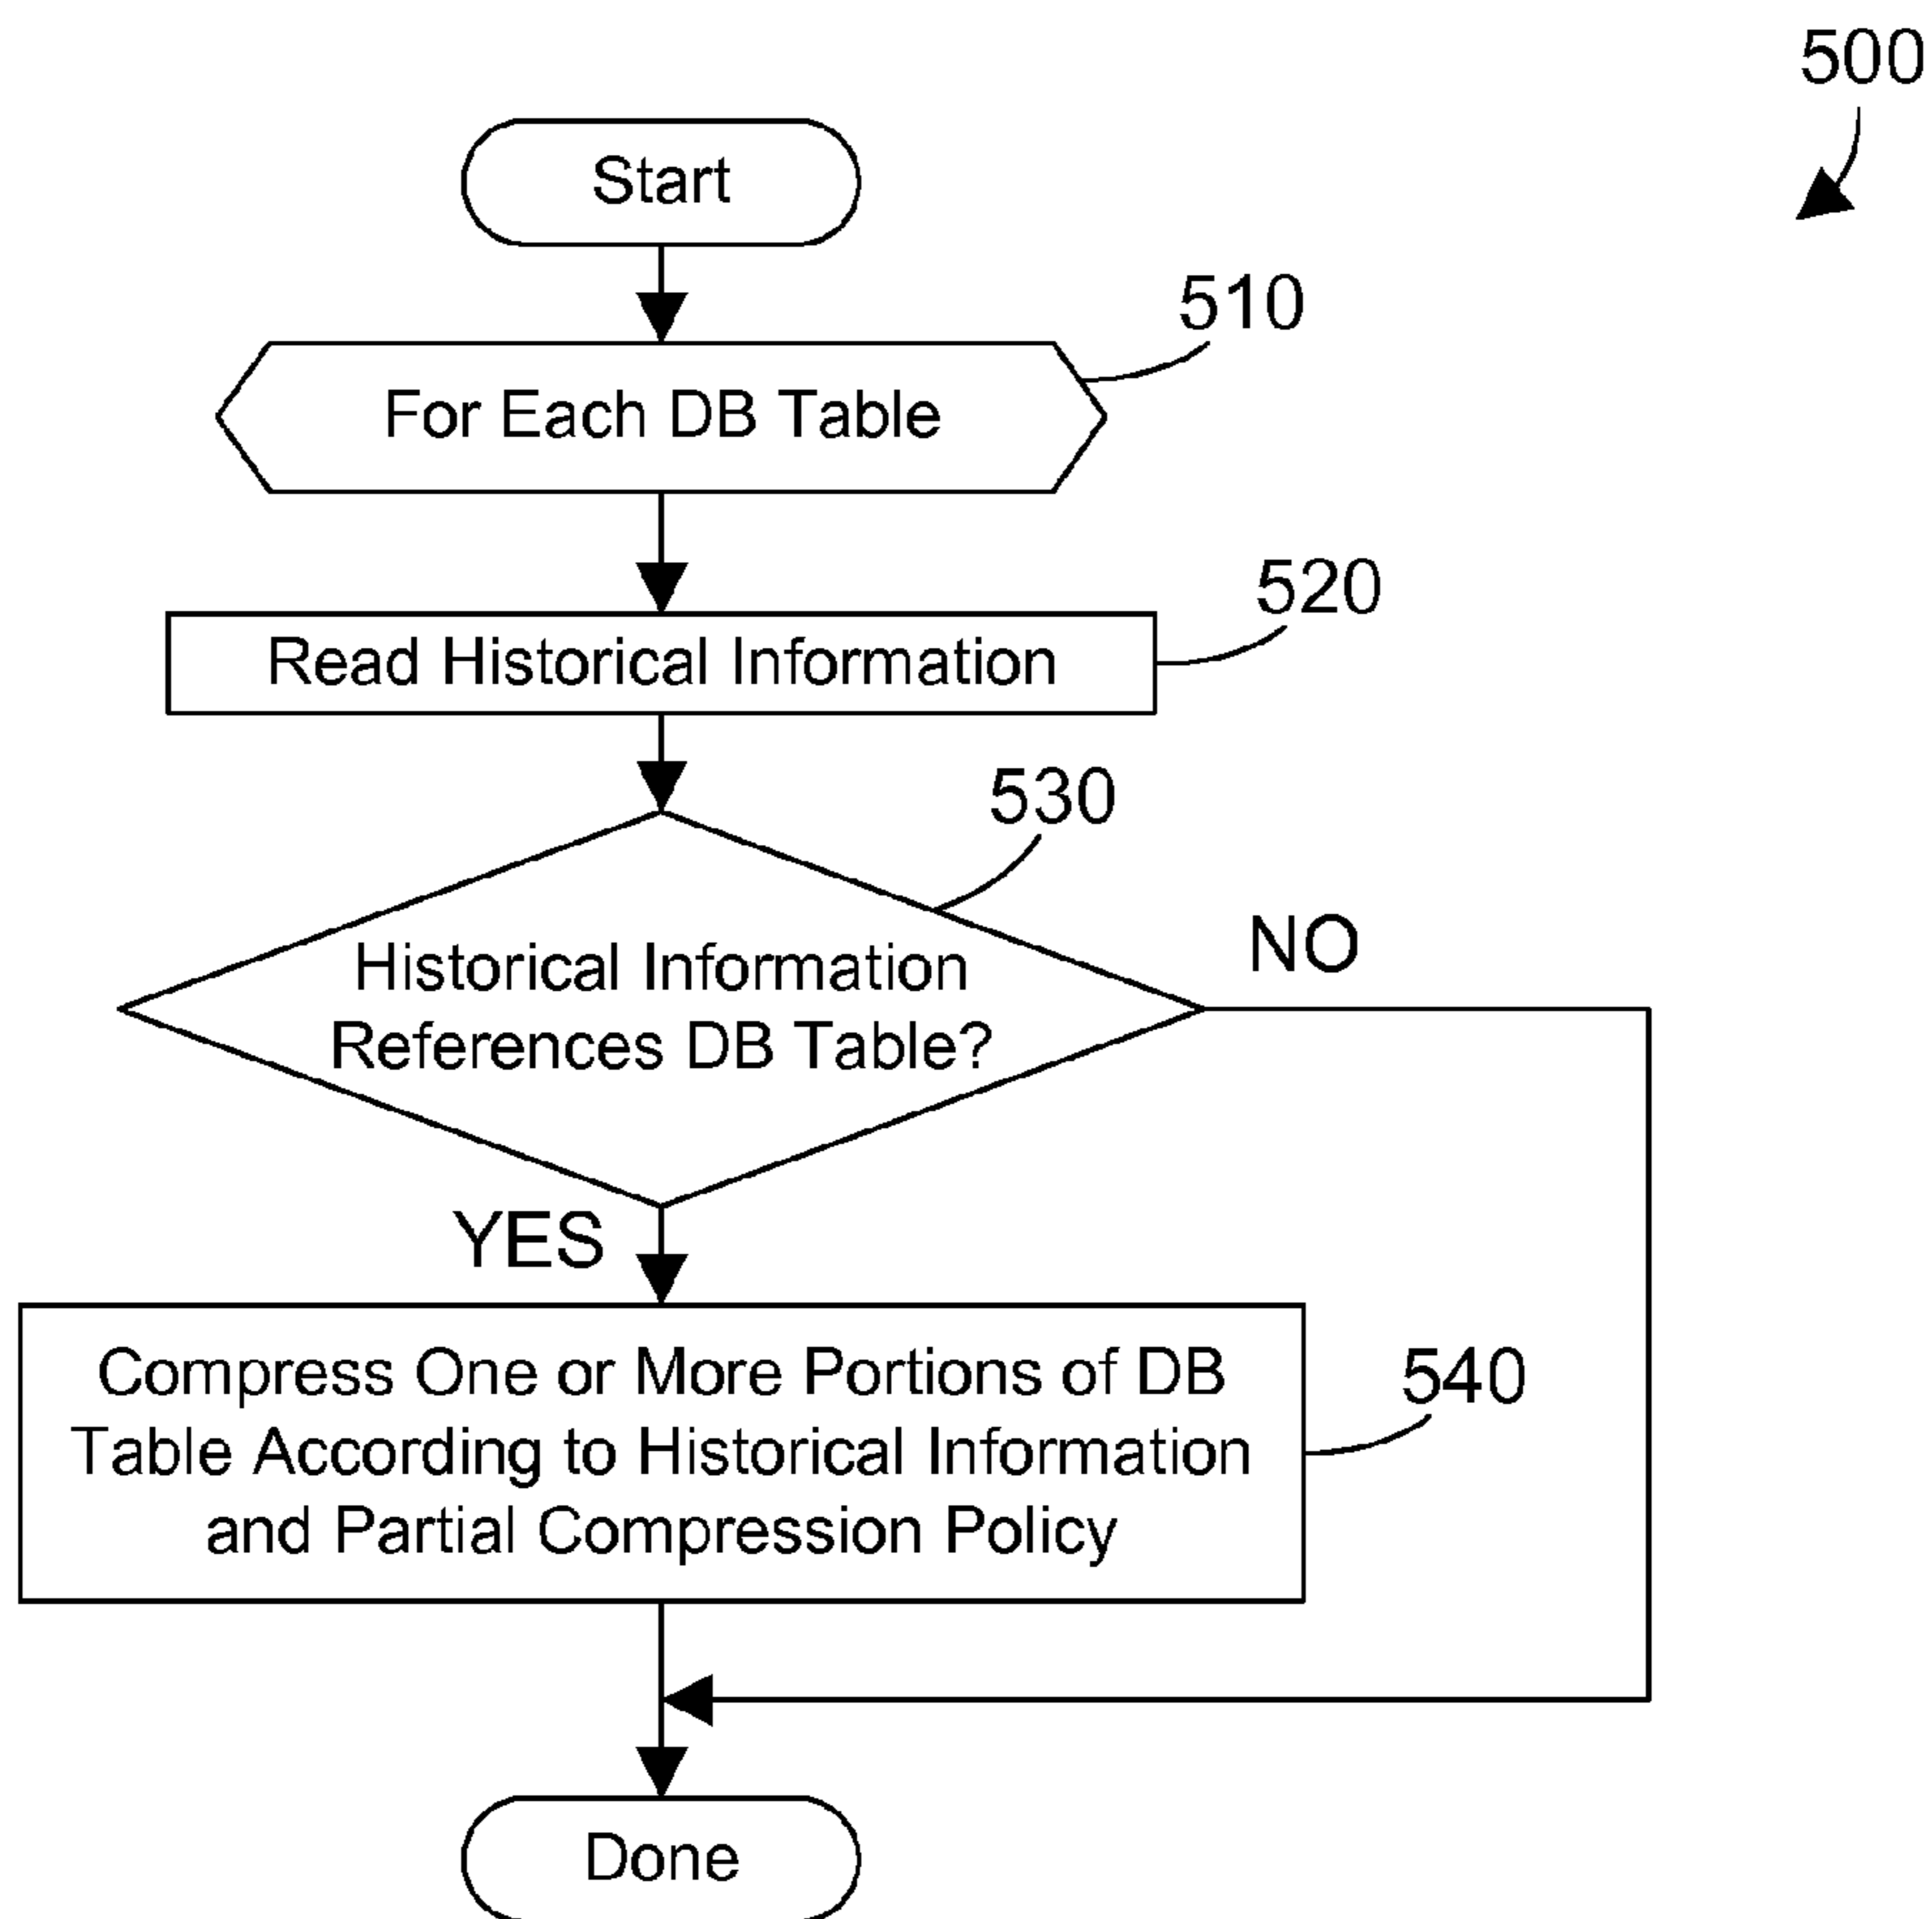 500
Start
510
For Each DB Table
520
Read Historical Information
530
NO
Historical Information
References DB Table?
YES
Compress One or More Portions of DB
Table According to Historical Information
and Partial Compression Policy
540
Done